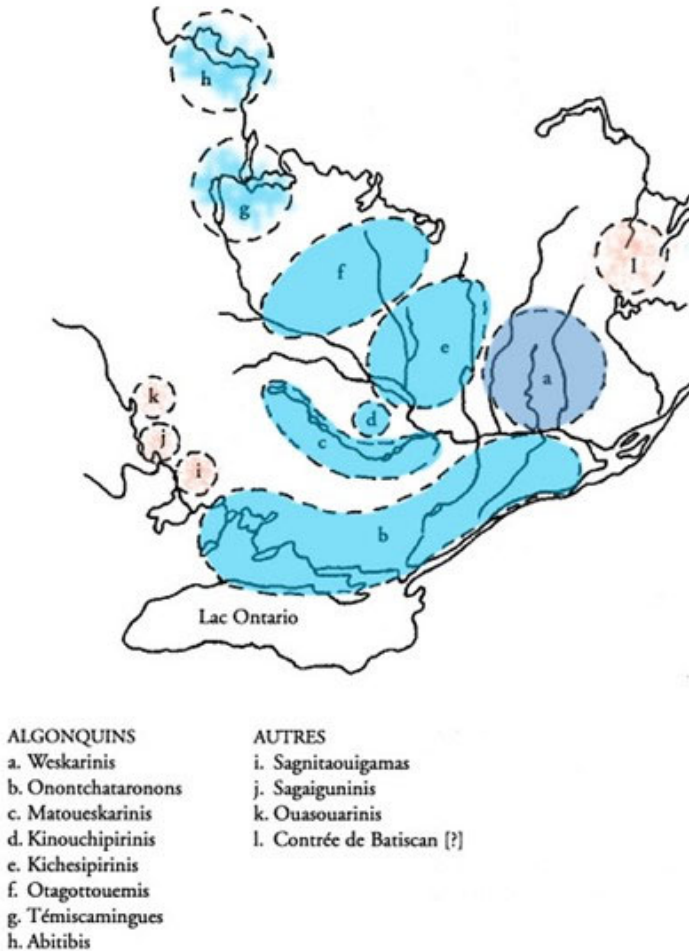 h
g
f
l
e
a
k
d
j
c
i
b
Lac Ontario
ALGONQUINS
a. Weskarinis
b. Onontchataronons
c. Matoueskarinis
d. Kinouchipirinis
e. Kichesipirinis
f. Otagottouemis
g. Témiscamingues
h. Abitibis
AUTRES
i. Sagnitaouigamas
j. Sagaiguninis
k. Ouasouarinis
l. Contrée de Batiscan [?]